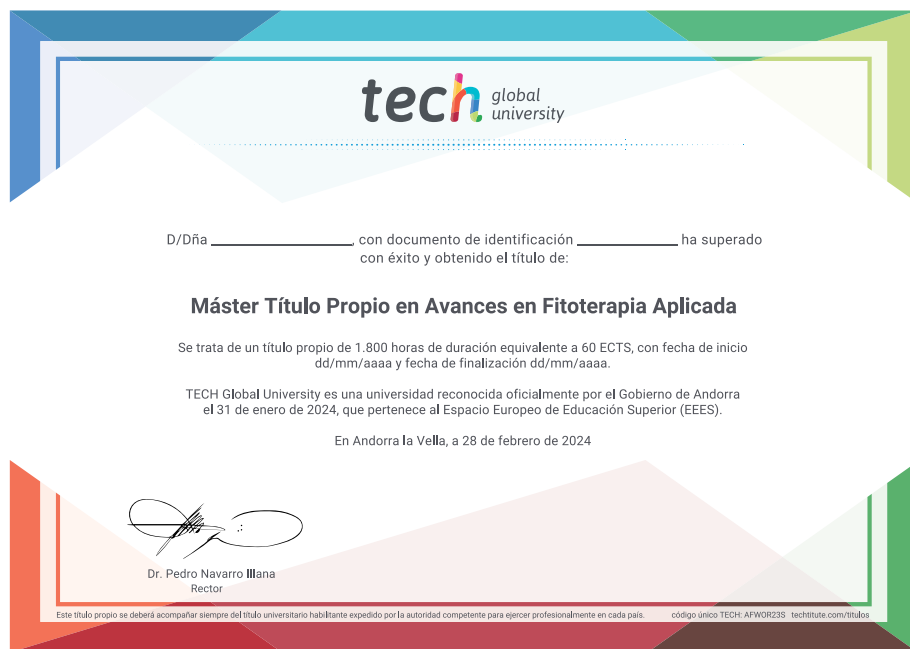 tech global university
D/Dña ______________, con documento de identificación __________ ha superado
con éxito y obtenido el título de:
Máster Título Propio en Avances en Fitoterapia Aplicada
Se trata de un título propio de 1.800 horas de duración equivalente a 60 ECTS, con fecha de inicio
dd/mm/aaaa y fecha de finalización dd/mm/aaaa.
TECH Global University es una universidad reconocida oficialmente por el Gobierno de Andorra
el 31 de enero de 2024, que pertenece al Espacio Europeo de Educación Superior (EEES).
En Andorra la Vella, a 28 de febrero de 2024
Dr. Pedro Navarro Illana
Rector
Este título propio se deberá acompañar siempre del título universitario habilitante expedido por la autoridad competente para ejercer profesionalmente en cada país. código único TECH: AFWOR23S techtitute.com/titulos